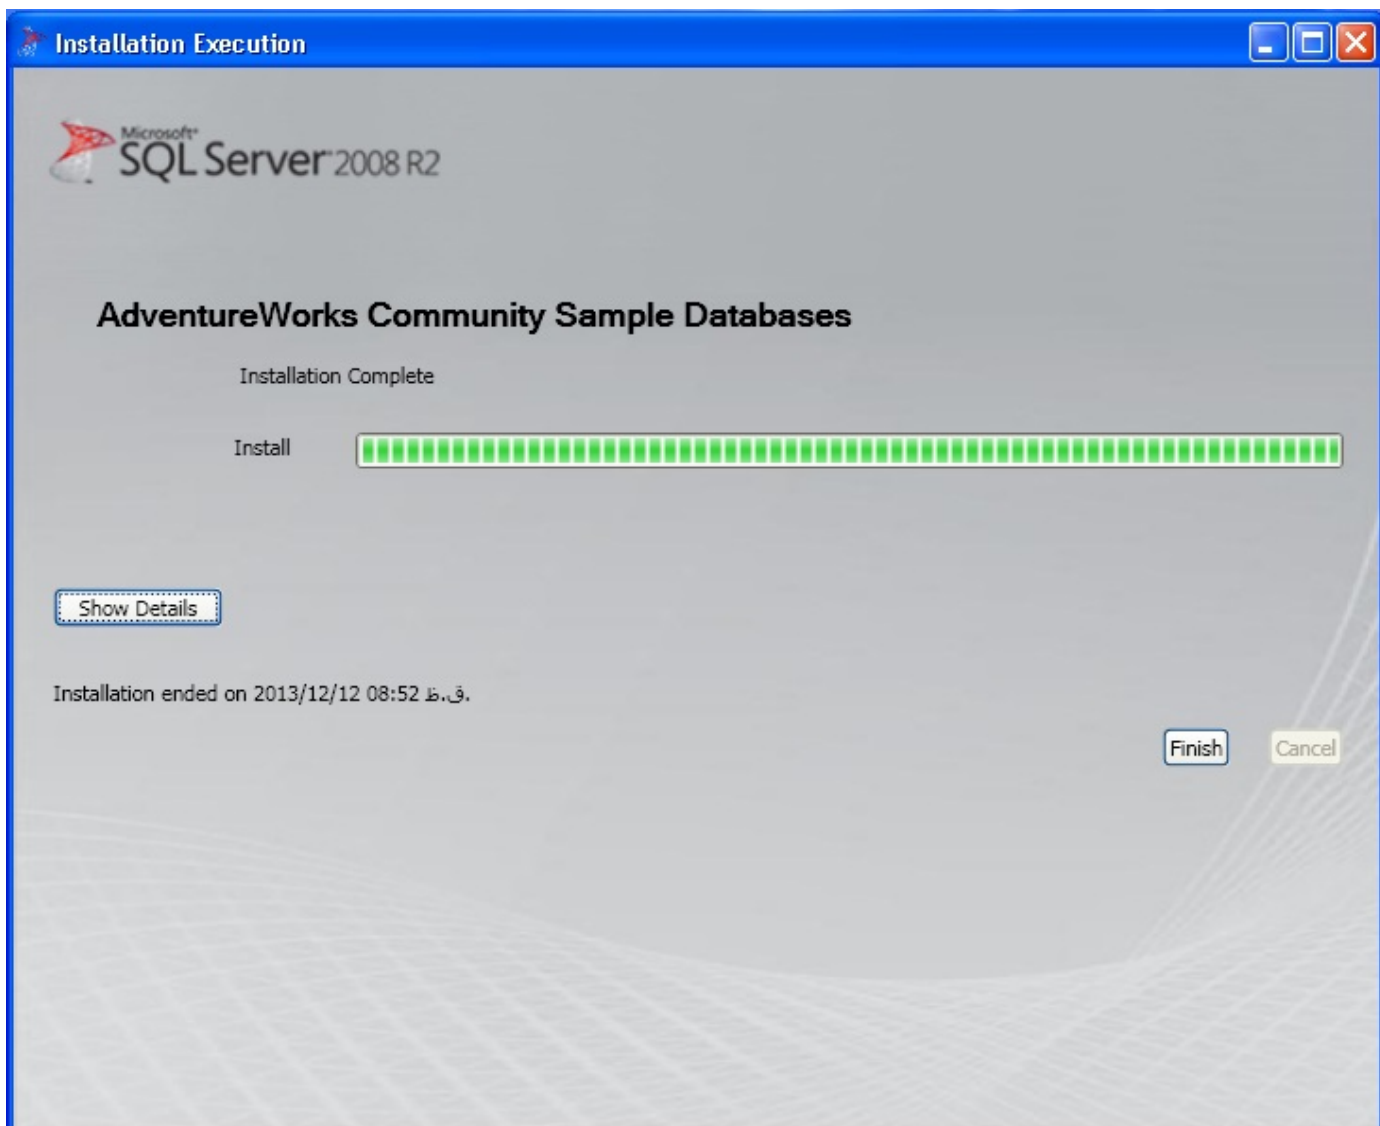 Installation Execution
Microsoft®
SQL Server® 2008 R2
AdventureWorks Community Sample Databases
Installation Complete
Install
Show Details
Installation ended on 2013/12/12 08:52 ق.ظ.
Finish
Cancel